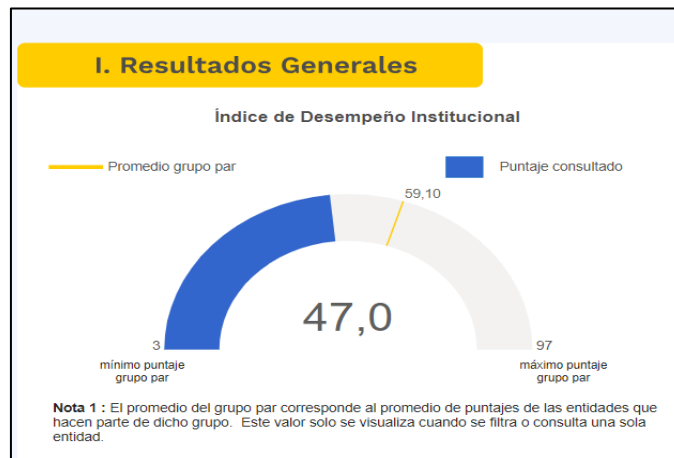 I. Resultados Generales
Índice de Desempeño Institucional
Promedio grupo par
Puntaje consultado
59,10
47,0
3
mínimo puntaje
grupo par
97
máximo puntaje
grupo par
Nota 1 : El promedio del grupo par corresponde al promedio de puntajes de las entidades que
hacen parte de dicho grupo. Este valor solo se visualiza cuando se filtra o consulta una sola
entidad.